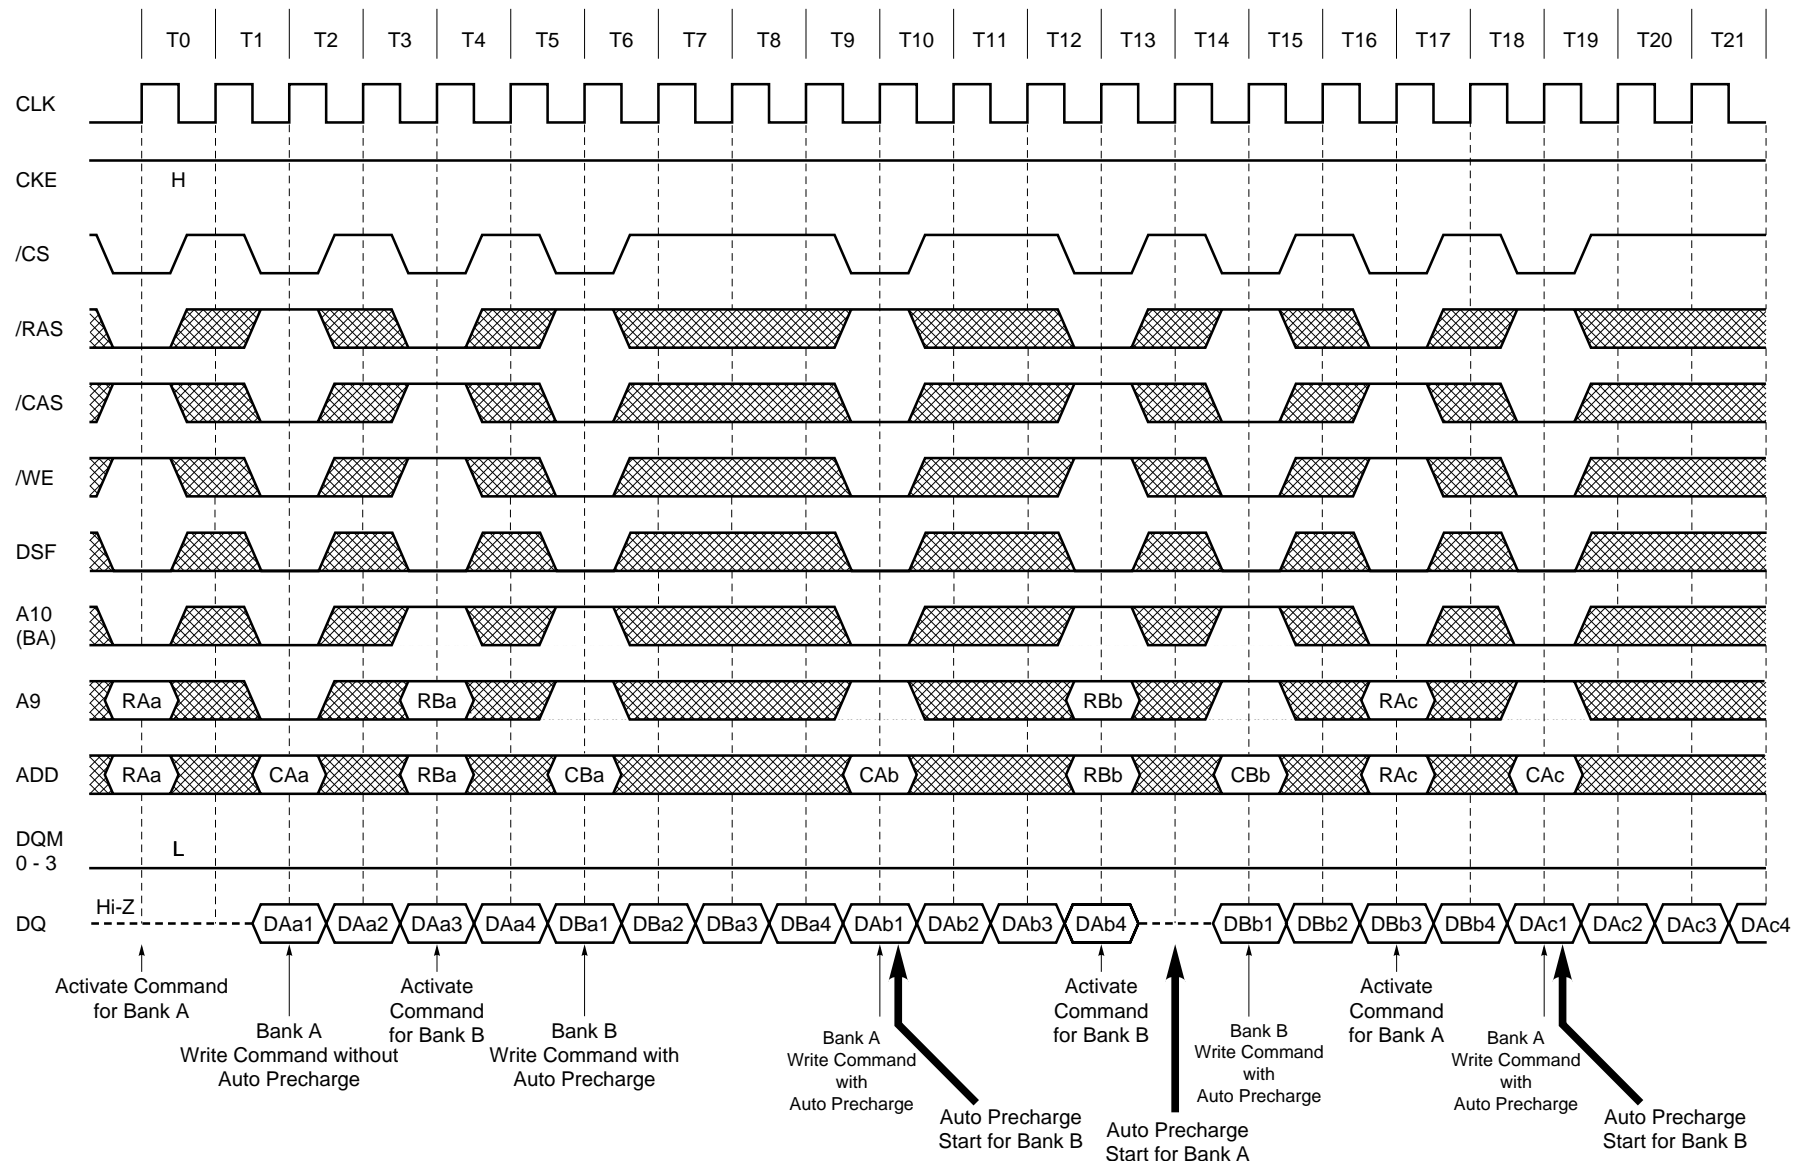 T0 T1 T2 T3 T4 T5 T6 T7 T8 T9 T10 T11 T12 T13 T14 T15 T16 T17 T18 T19 T20 T21
CLK
CKE H
/CS
/RAS
/CAS
/WE
DSF
A10
(BA)
A9 RAa RBa RBb RAc
ADD RAa CAa RBa CBa CAb RBb CBb RAc CAc
DQM
0 - 3 L
Hi-Z
DQ DAa1 DAa2 DAa3 DAa4 DBa1 DBa2 DBa3 DBa4 DAb1 DAb2 DAb3 DAb4 DBb1 DBb2 DBb3 DBb4 DAc1 DAc2 DAc3 DAc4
Activate Command
for Bank A
Bank A
Write Command without
Auto Precharge
Activate
Command
for Bank B
Bank B
Write Command with
Auto Precharge
Bank A
Write Command
with
Auto Precharge
Auto Precharge
Start for Bank B
Activate
Command
for Bank B
Auto Precharge
Start for Bank A
Bank B
Write Command
with
Auto Precharge
Activate
Command
for Bank A
Bank A
Write Command
with
Auto Precharge
Auto Precharge
Start for Bank B